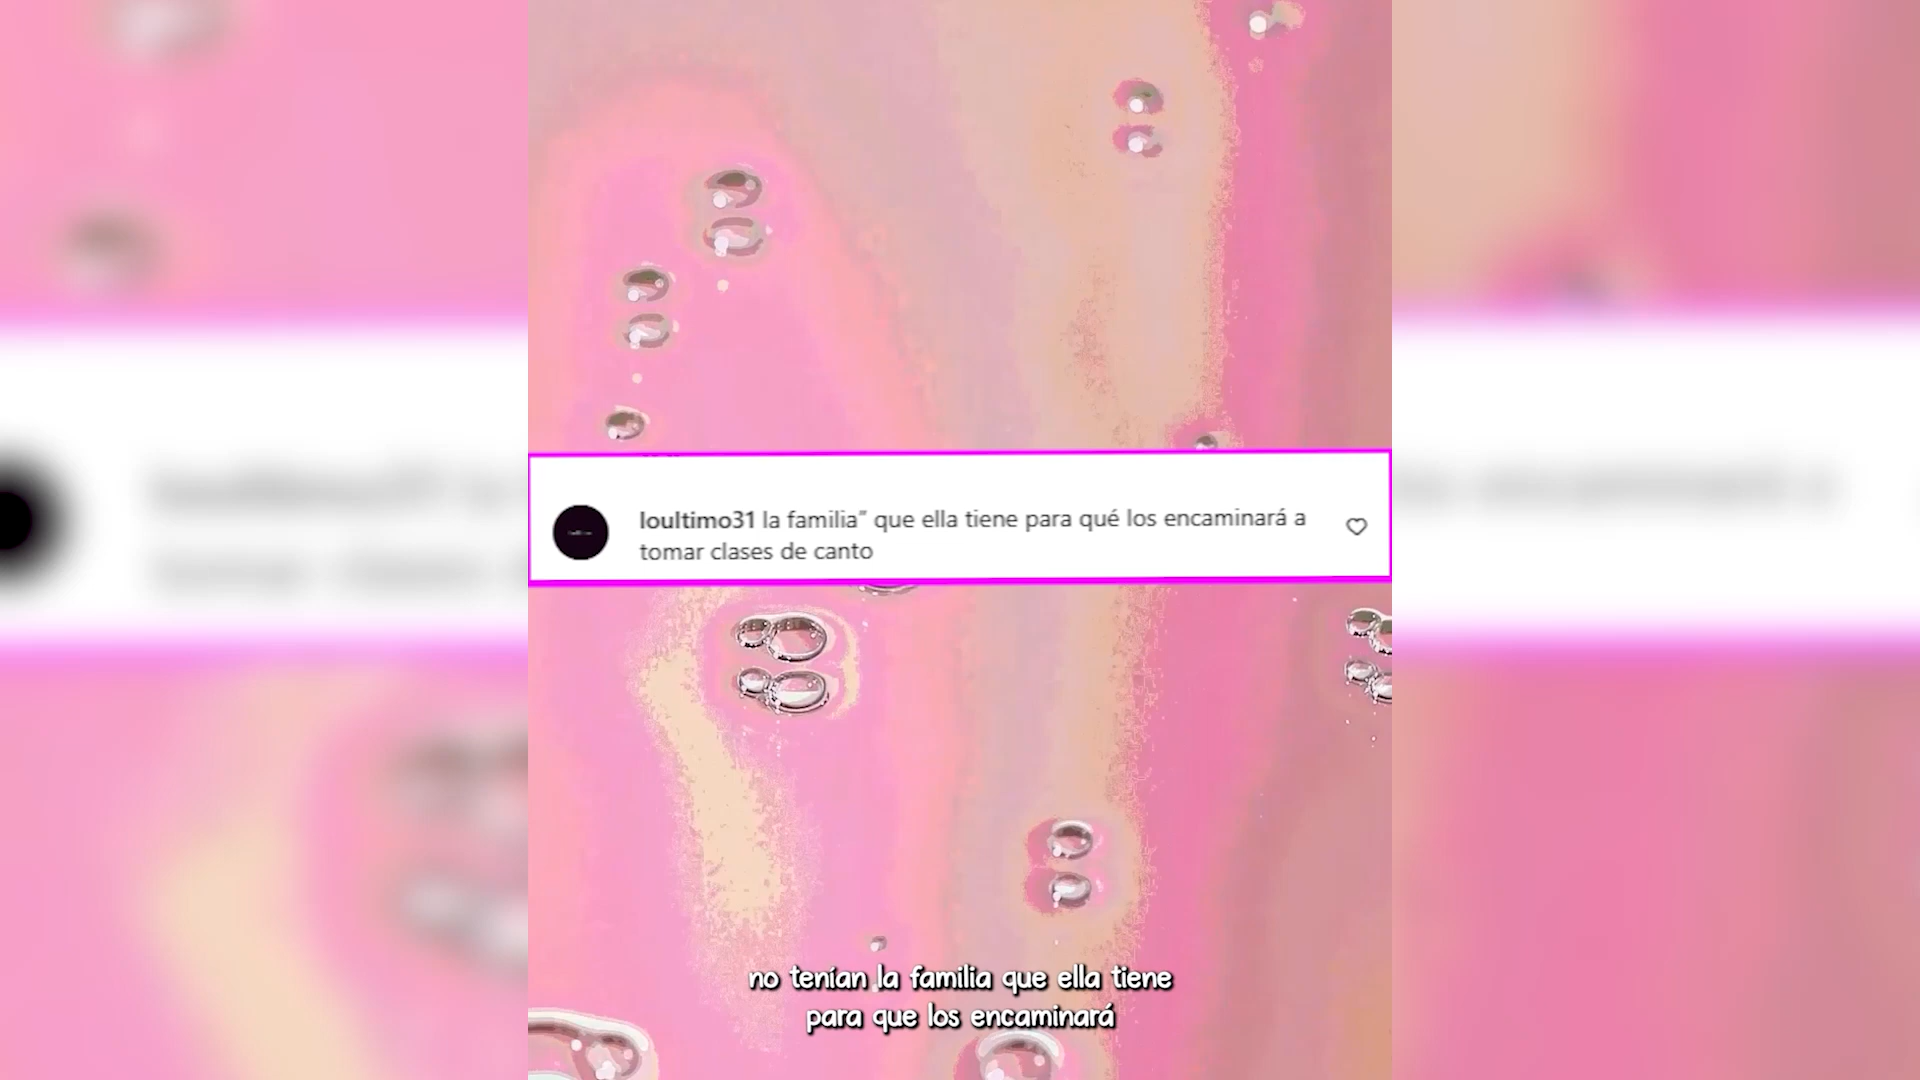 loultimo31 la familia” que ella tiene para qué los encaminará a
tomar clases de canto
no tenían la familia que ella tiene
para que los encaminará